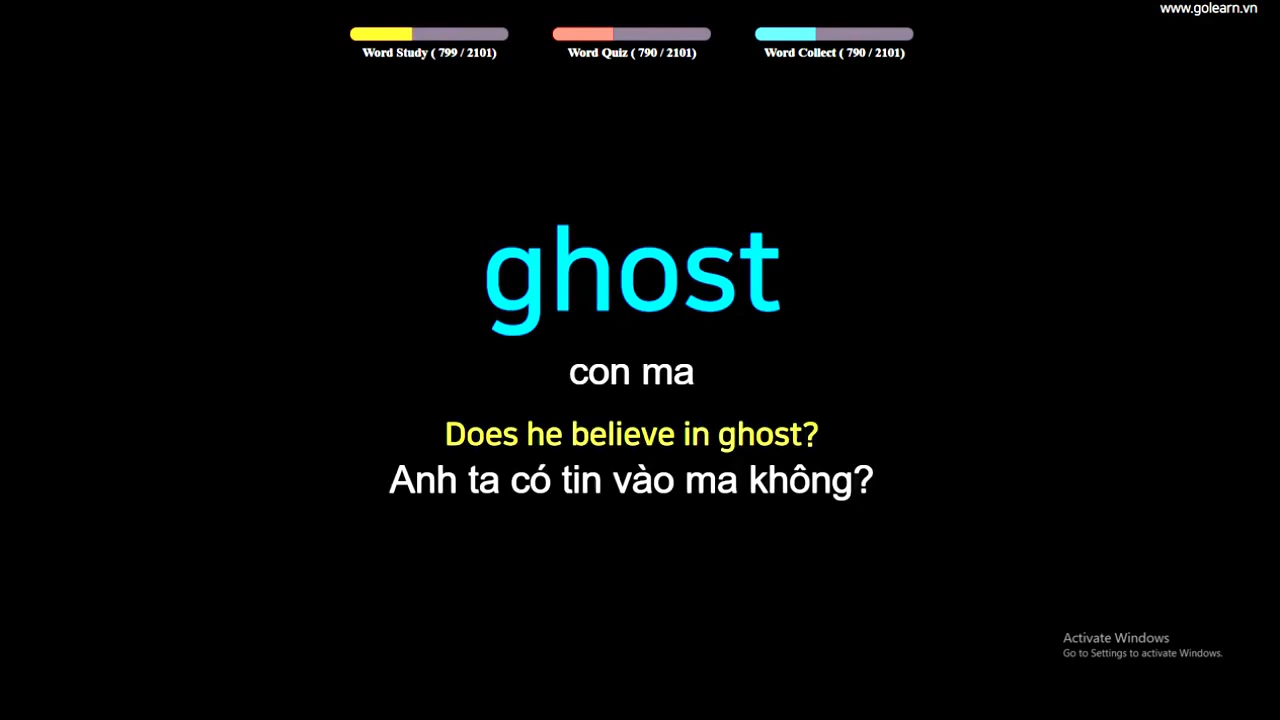 www.golearn.vn
Word Study ( 799 / 2101)
Word Quiz ( 790 / 2101)
Word Collect ( 790 / 2101)
ghost
con ma
Does he believe in ghost?
Anh ta có tin vào ma không?
Activate Windows
Go to Settings to activate Windows.